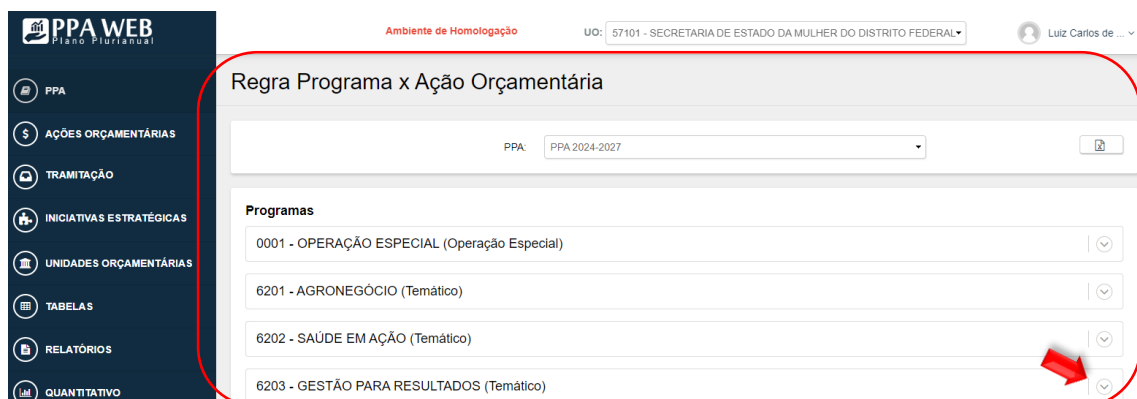 PPA WEB
Plano Plurianual
Ambiente de Homologação
UO: 57101 - SECRETARIA DE ESTADO DA MULHER DO DISTRITO FEDERAL
Luiz Carlos de ...
PPA
AÇÕES ORÇAMENTÁRIAS
TRAMITAÇÃO
INICIATIVAS ESTRATÉGICAS
UNIDADES ORÇAMENTÁRIAS
TABELAS
RELATÓRIOS
QUANTITATIVO
Regra Programa x Ação Orçamentária
PPA: PPA 2024-2027
Programas
0001 - OPERAÇÃO ESPECIAL (Operação Especial)
6201 - AGRONEGÓCIO (Temático)
6202 - SAÚDE EM AÇÃO (Temático)
6203 - GESTÃO PARA RESULTADOS (Temático)